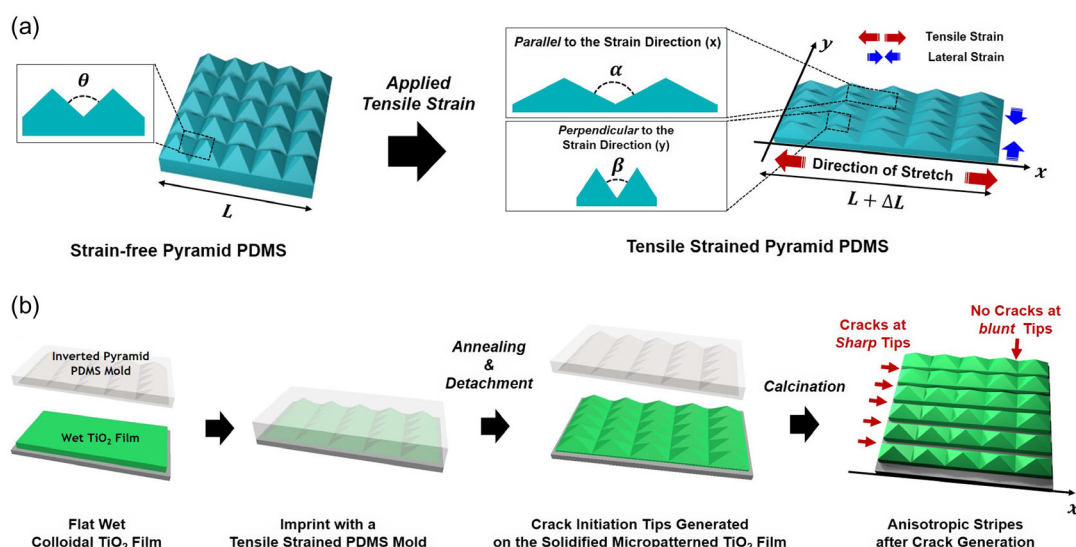 (a)
θ
L
Strain-free Pyramid PDMS
Applied
Tensile Strain
Parallel to the Strain Direction (x)
α
Perpendicular to the
Strain Direction (y)
β
y
Tensile Strain
Lateral Strain
x
Direction of Stretch
L + ΔL
Tensile Strained Pyramid PDMS
(b)
Inverted Pyramid
PDMS Mold
Wet TiO₂ Film
Flat Wet
Colloidal TiO₂ Film
Imprint with a
Tensile Strained PDMS Mold
Annealing
&
Detachment
Crack Initiation Tips Generated
on the Solidified Micropatterned TiO₂ Film
Calcination
Cracks at
Sharp Tips
No Cracks at
blunt Tips
x
Anisotropic Stripes
after Crack Generation